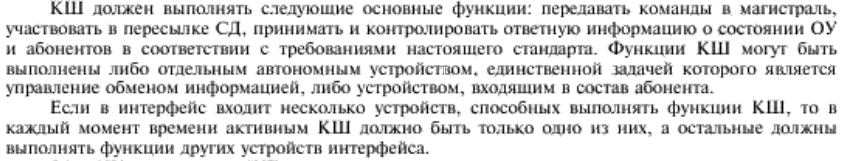 КШ должен выполнять следующие основные функции: передавать команды в магистраль,
участвовать в пересылке СД, принимать и контролировать ответную информацию о состоянии ОУ
и абонентов в соответствии с требованиями настоящего стандарта. Функции КШ могут быть
выполнены либо отдельным автономным устройством, единственной задачей которого является
управление обменом информацией, либо устройством, входящим в состав абонента.
Если в интерфейс входит несколько устройств, способных выполнять функции КШ, то в
каждый момент времени активным КШ должно быть только одно из них, а остальные должны
выполнять функции других устройств интерфейса.